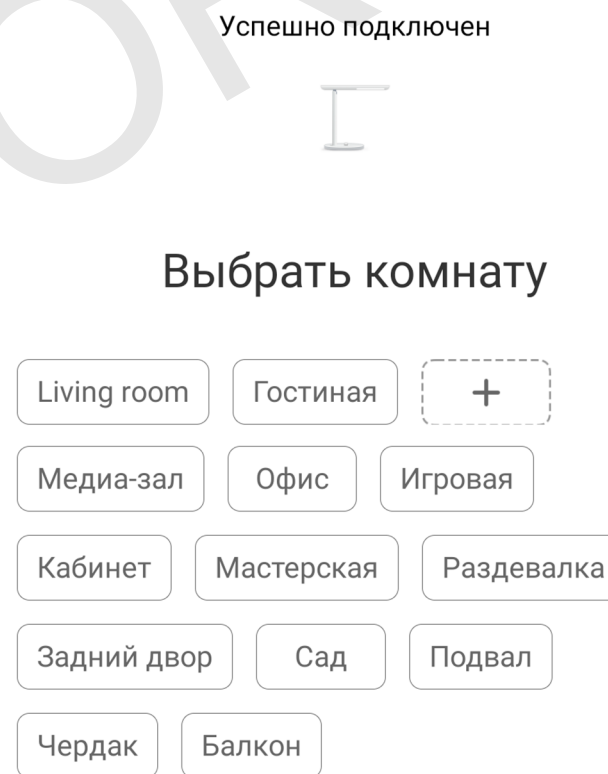 Успешно подключен
Выбрать комнату
Living room Гостиная +
Медиа-зал Офис Игровая
Кабинет Мастерская Раздевалка
Задний двор Сад Подвал
Чердак Балкон